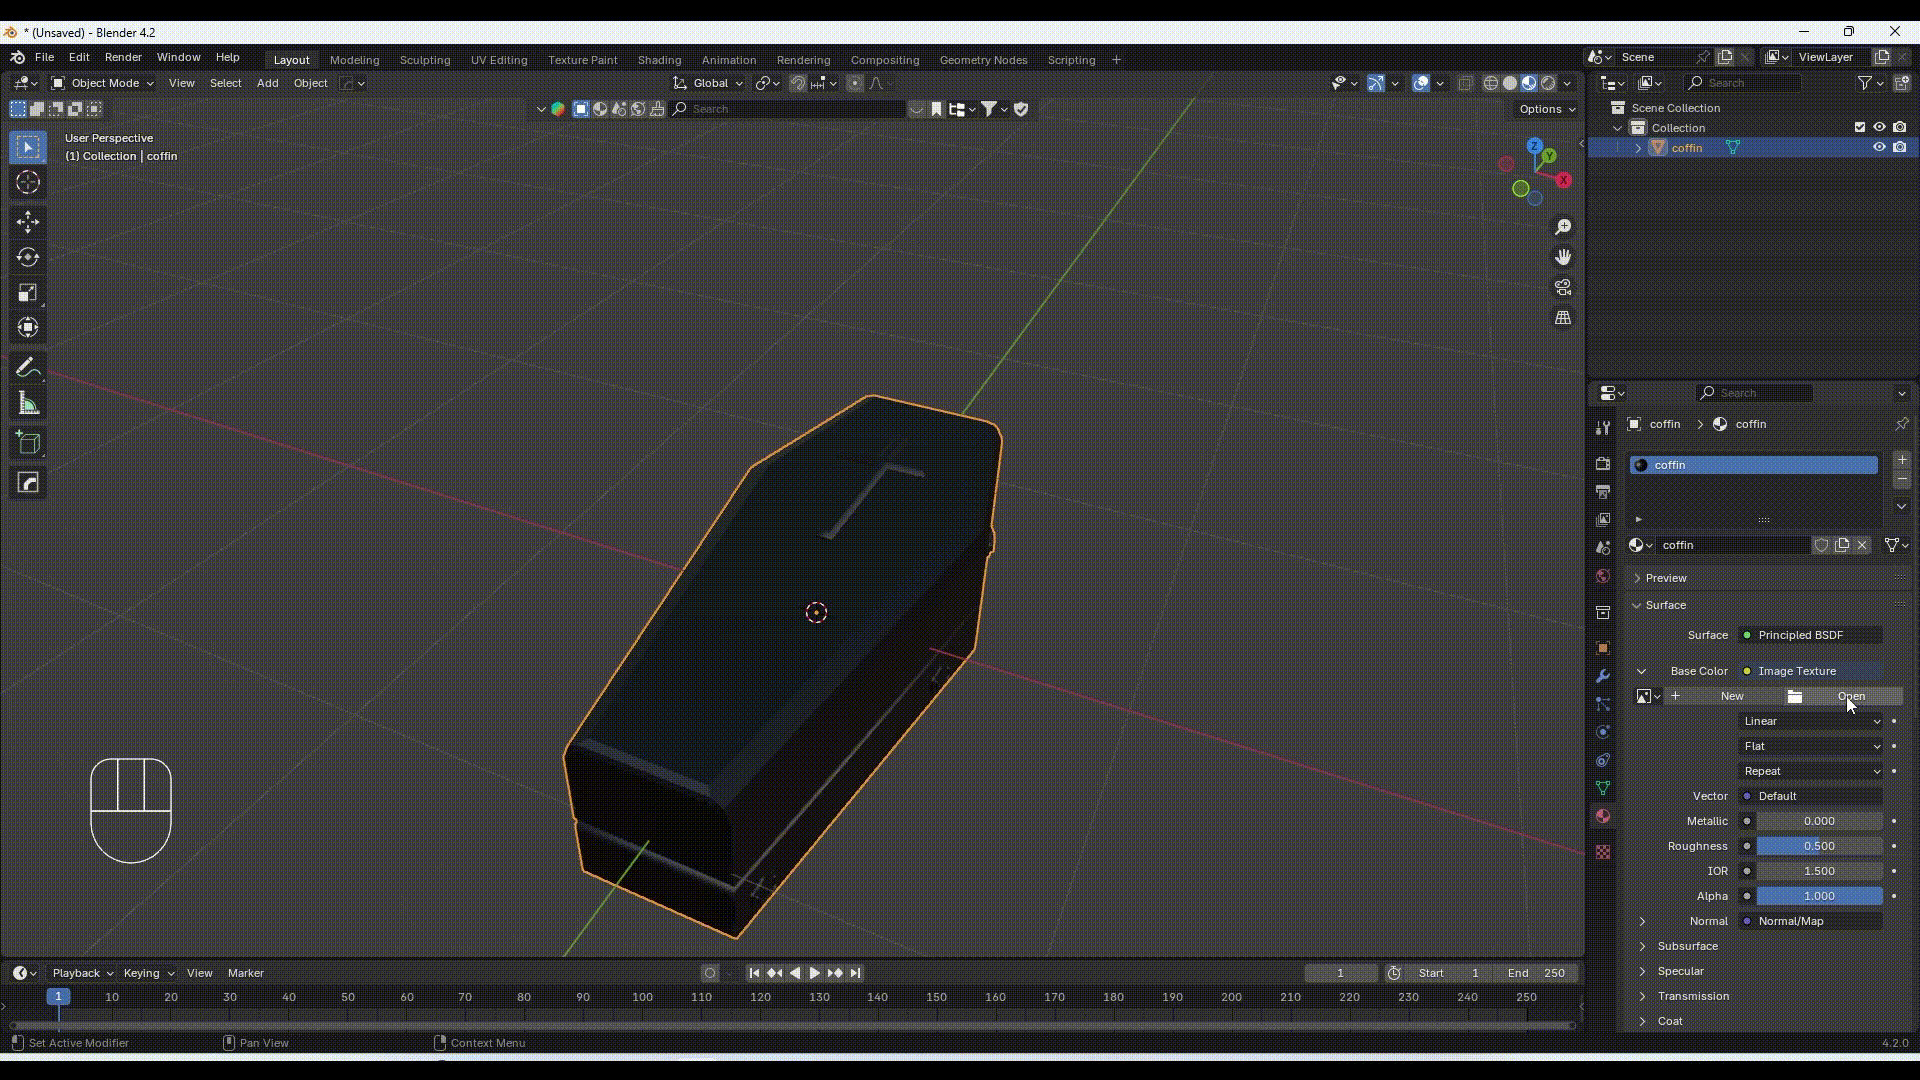 * (Unsaved) - Blender 4.2
File Edit Render Window Help
Layout Modeling Sculpting UV Editing Texture Paint Shading Animation Rendering Compositing Geometry Nodes Scripting +
Scene
ViewLayer
Object Mode View Select Add Object
Global
Search
Search
Options
User Perspective
(1) Collection | coffin
Z
Y
X
Scene Collection
Collection
coffin
Search
coffin > coffin
coffin
coffin
Preview
Surface
Surface Principled BSDF
Base Color Image Texture
New Open
Linear
Flat
Repeat
Vector Default
Metallic 0.000
Roughness 0.500
IOR 1.500
Alpha 1.000
Normal Normal/Map
Subsurface
Specular
Transmission
Coat
Playback Keying View Marker
1 Start 1 End 250
1 10 20 30 40 50 60 70 80 90 100 110 120 130 140 150 160 170 180 190 200 210 220 230 240 250
Set Active Modifier Pan View Context Menu
4.2.0